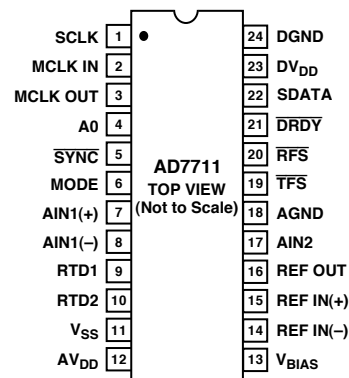 SCLK 1 24 DGND
MCLK IN 2 23 DVDD
MCLK OUT 3 22 SDATA
A0 4 21 DRDY
SYNC 5 20 RFS
MODE 6 19 TFS
AD7711
TOP VIEW
(Not to Scale)
AIN1(+) 7 18 AGND
AIN1(–) 8 17 AIN2
RTD1 9 16 REF OUT
RTD2 10 15 REF IN(+)
VSS 11 14 REF IN(–)
AVDD 12 13 VBIAS